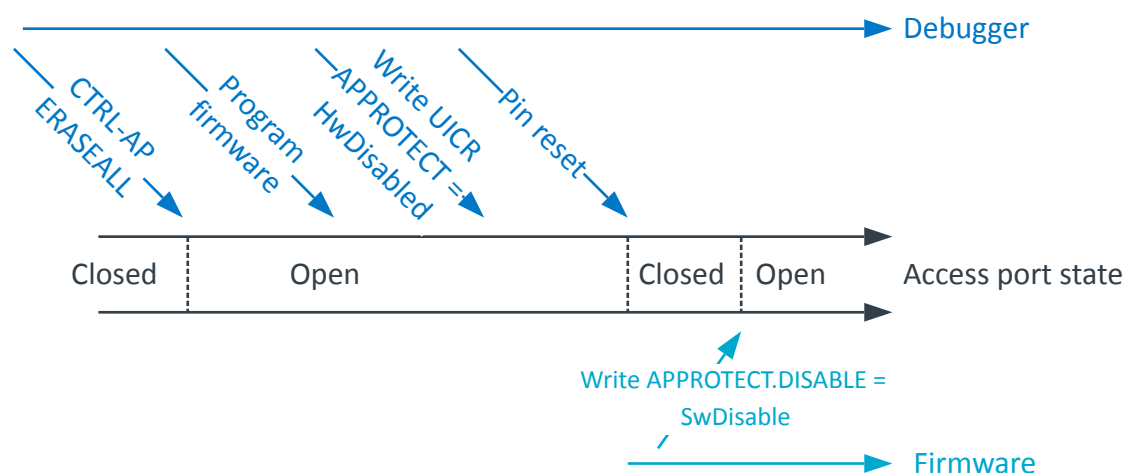 Debugger
CTRL-AP
ERASEALL
Program
firmware
Write UICR
APPROTECT =
HwDisabled
Pin reset
Closed
Open
Closed
Open
Access port state
Write APPROTECT.DISABLE =
SwDisable
Firmware